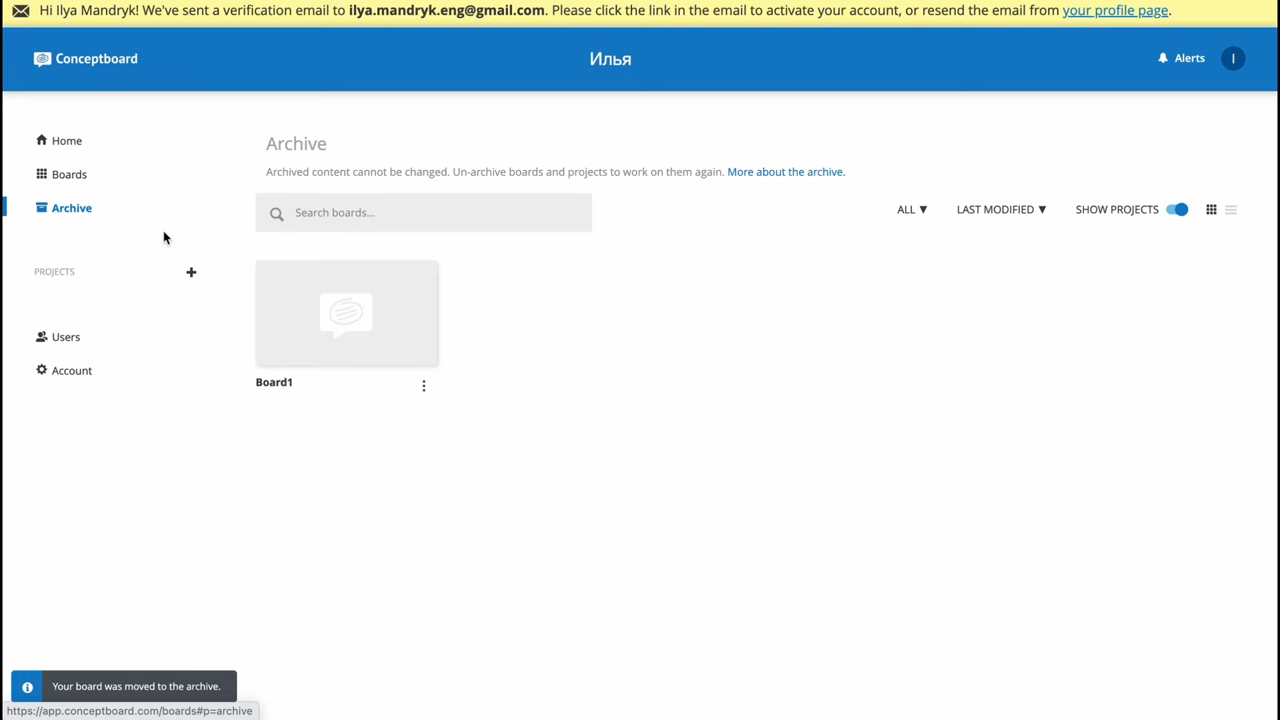 Hi Ilya Mandryk! We've sent a verification email to ilya.mandryk.eng@gmail.com. Please click the link in the email to activate your account, or resend the email from your profile page.
Conceptboard
Илья
Alerts
I
Home
Boards
Archive
PROJECTS
Users
Account
Archive
Archived content cannot be changed. Un-archive boards and projects to work on them again. More about the archive.
Search boards...
ALL ▼
LAST MODIFIED ▼
SHOW PROJECTS
Board1
Your board was moved to the archive.
https://app.conceptboard.com/boards#p=archive